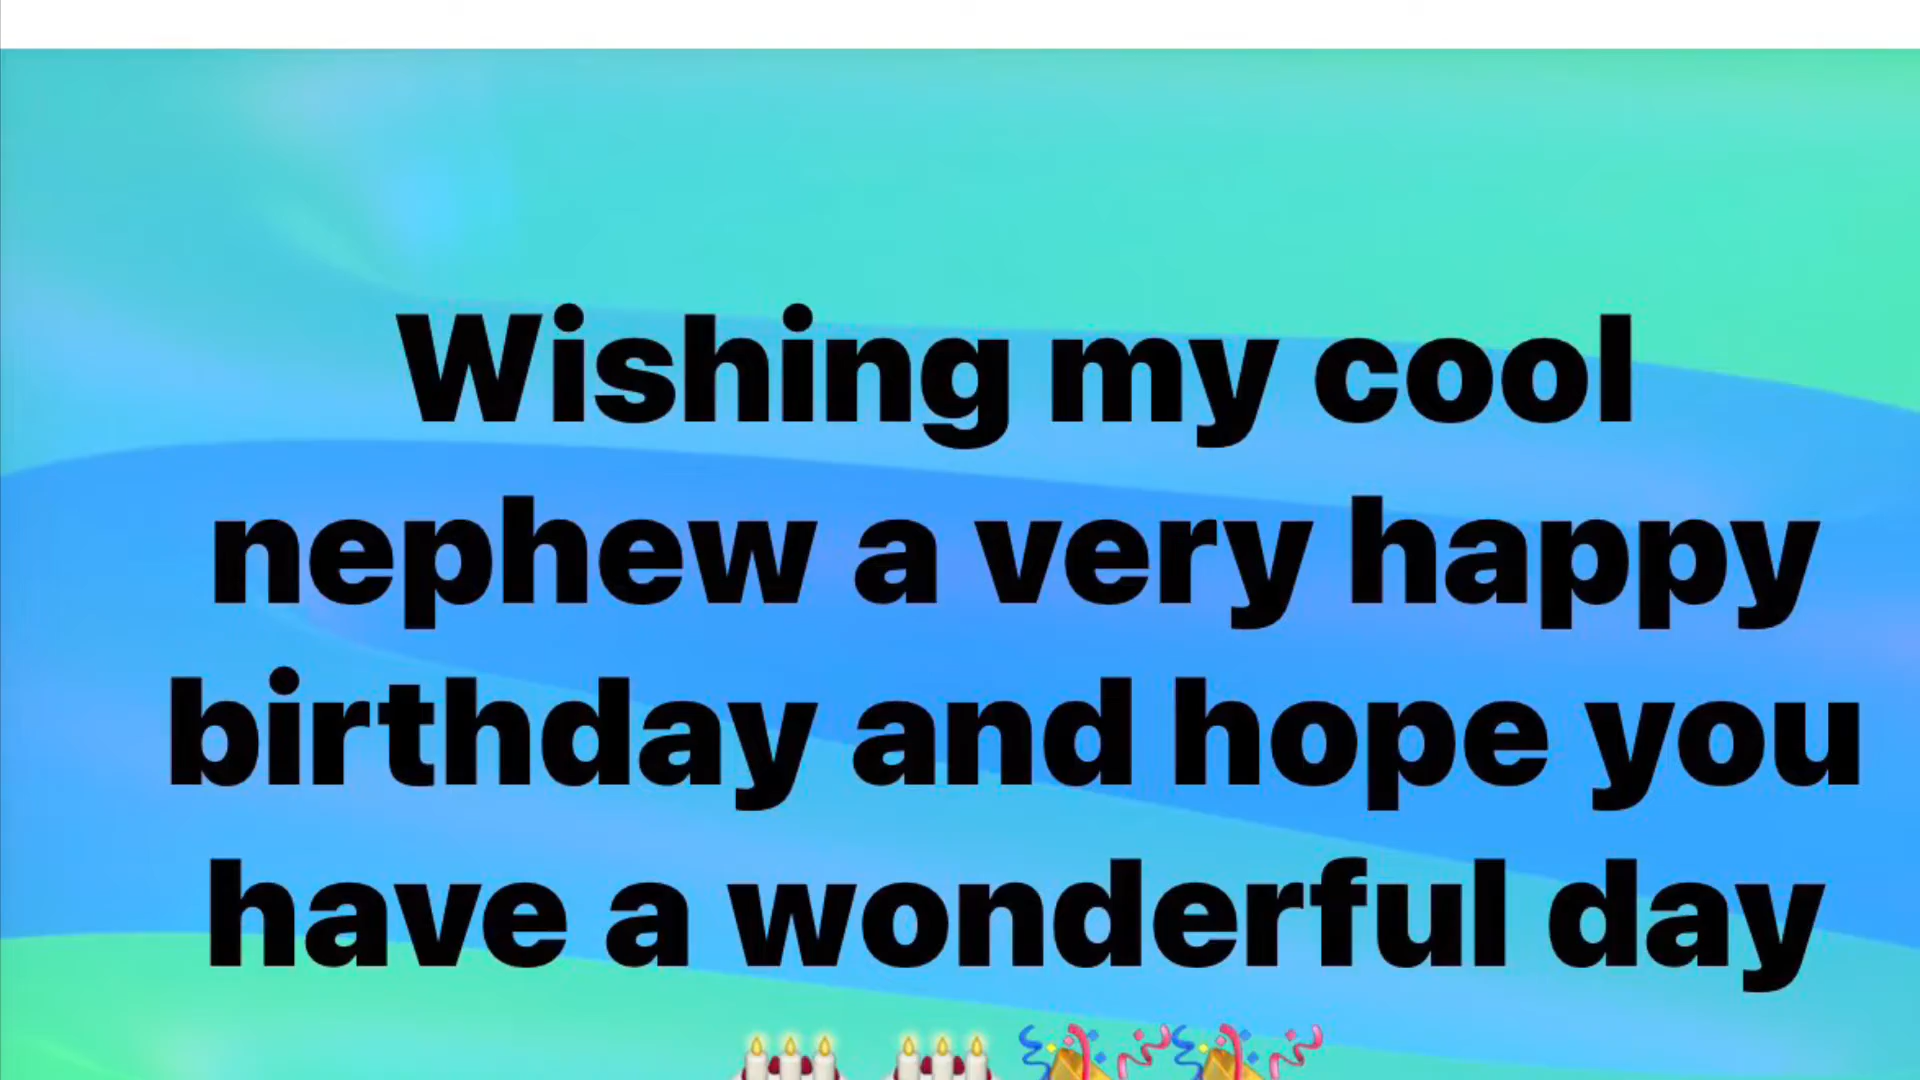 Wishing my cool
nephew a very happy
birthday and hope you
have a wonderful day
🎂🎂🎉🎉